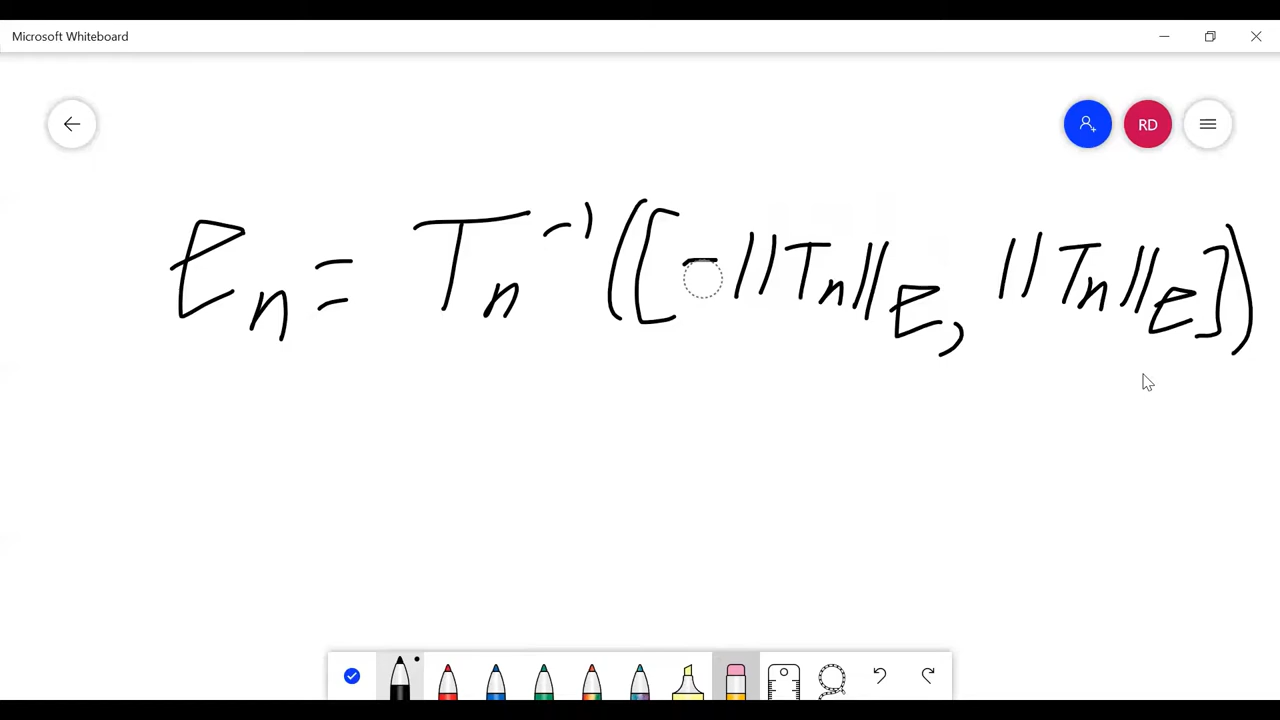 Microsoft Whiteboard
RD
E_n = T_n^{-1}([-||T_n||_E, ||T_n||_E])